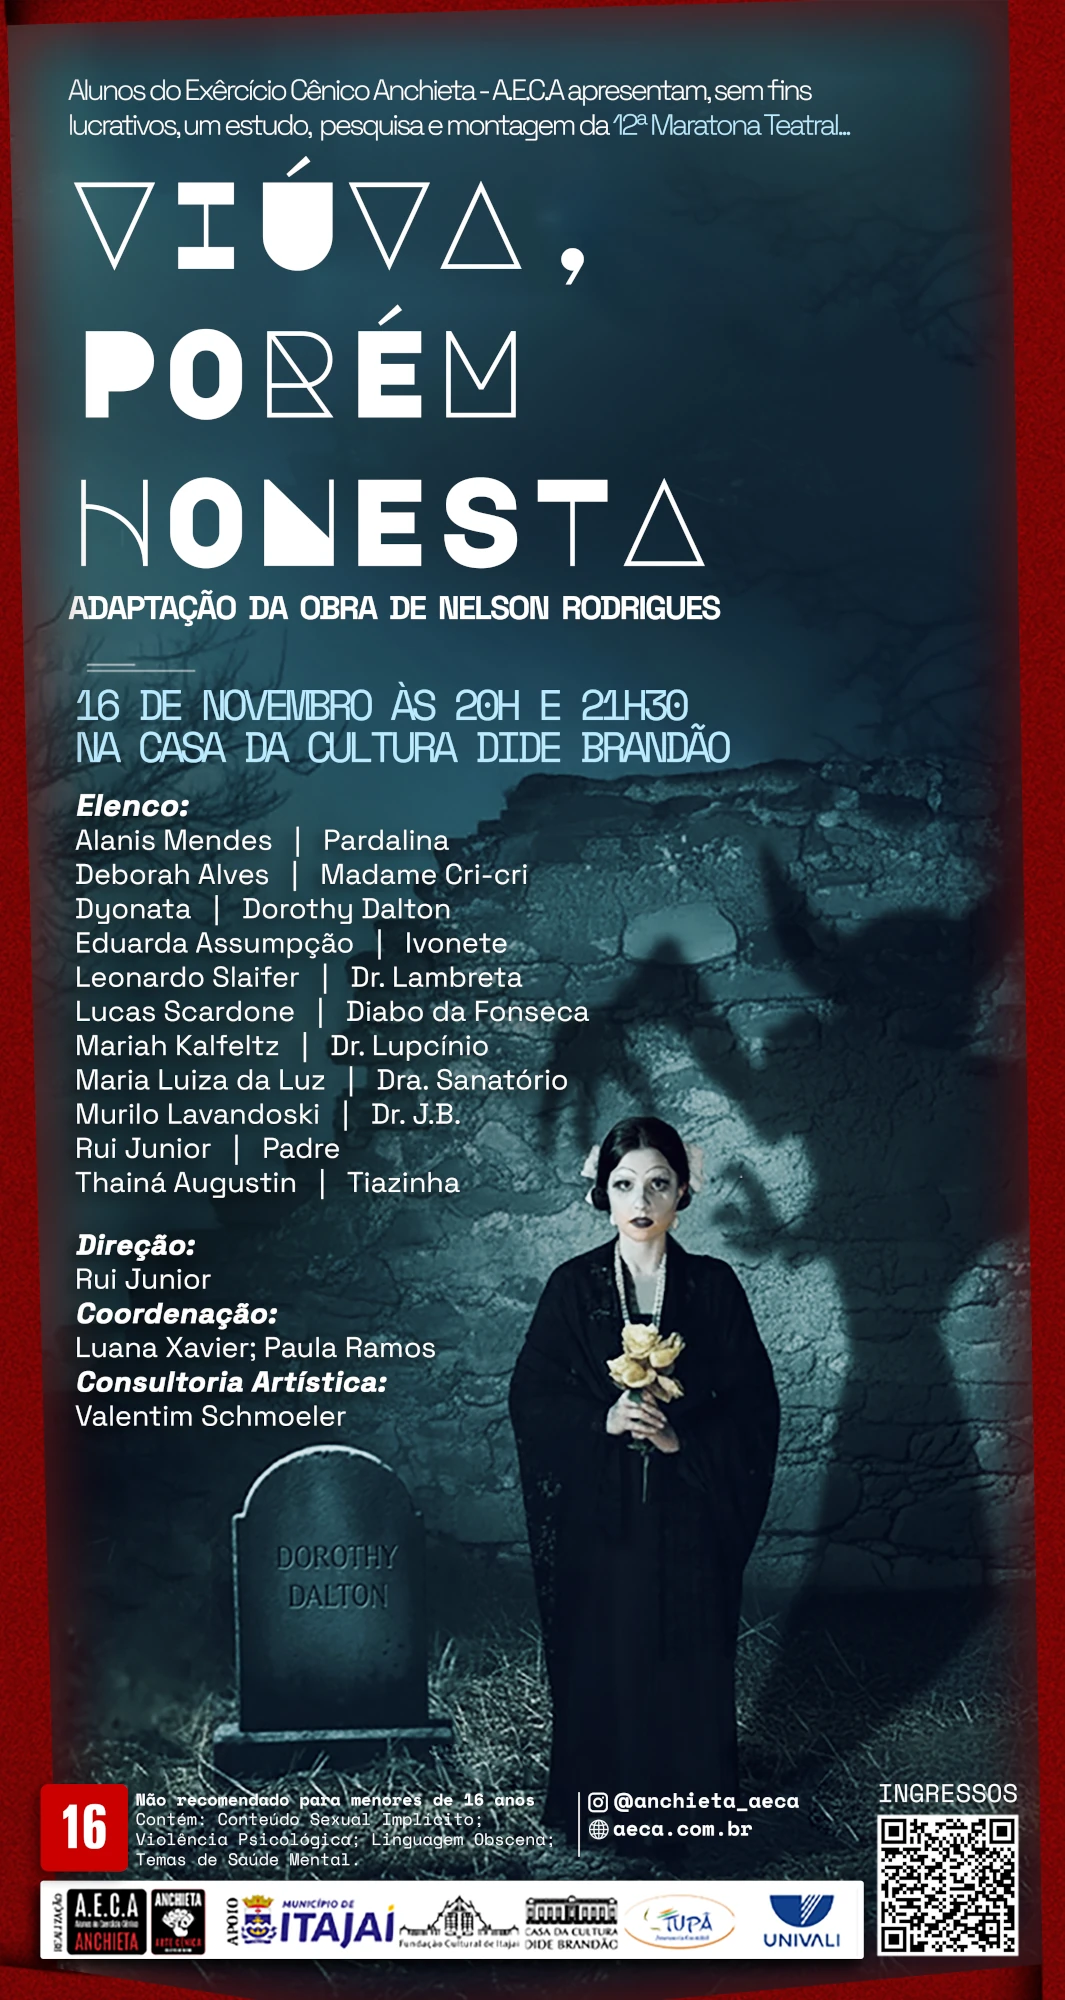 Alunos do Exêrcício Cênico Anchieta - A.E.C.A apresentam, sem fins
lucrativos, um estudo, pesquisa e montagem da 12ª Maratona Teatral...
VIÚVA,
PORÉM
HONESTA
ADAPTAÇÃO DA OBRA DE NELSON RODRIGUES
16 DE NOVEMBRO ÀS 20H E 21H30
NA CASA DA CULTURA DIDE BRANDÃO
Elenco:
Alanis Mendes | Pardalina
Deborah Alves | Madame Cri-cri
Dyonata | Dorothy Dalton
Eduarda Assumpção | Ivonete
Leonardo Slaifer | Dr. Lambreta
Lucas Scardone | Diabo da Fonseca
Mariah Kalfeltz | Dr. Lupcínio
Maria Luiza da Luz | Dra. Sanatório
Murilo Lavandoski | Dr. J.B.
Rui Junior | Padre
Thainá Augustin | Tiazinha
Direção:
Rui Junior
Coordenação:
Luana Xavier; Paula Ramos
Consultoria Artística:
Valentim Schmoeler
DOROTHY
DALTON
16
Não recomendado para menores de 16 anos
Contém: Conteúdo Sexual Implícito;
Violência Psicológica; Linguagem Obscena;
Temas de Saúde Mental.
@anchieta_aeca
aeca.com.br
INGRESSOS
REALIZAÇÃO
A.E.C.A
Alunos do Exercício Cênico
ANCHIETA
ANCHIETA
ARTE CÊNICA
APOIO
MUNICÍPIO DE
ITAJAÍ
Fundação Cultural de Itajaí
CASA DA CULTURA
DIDE BRANDÃO
TUPÃ
UNIVALI